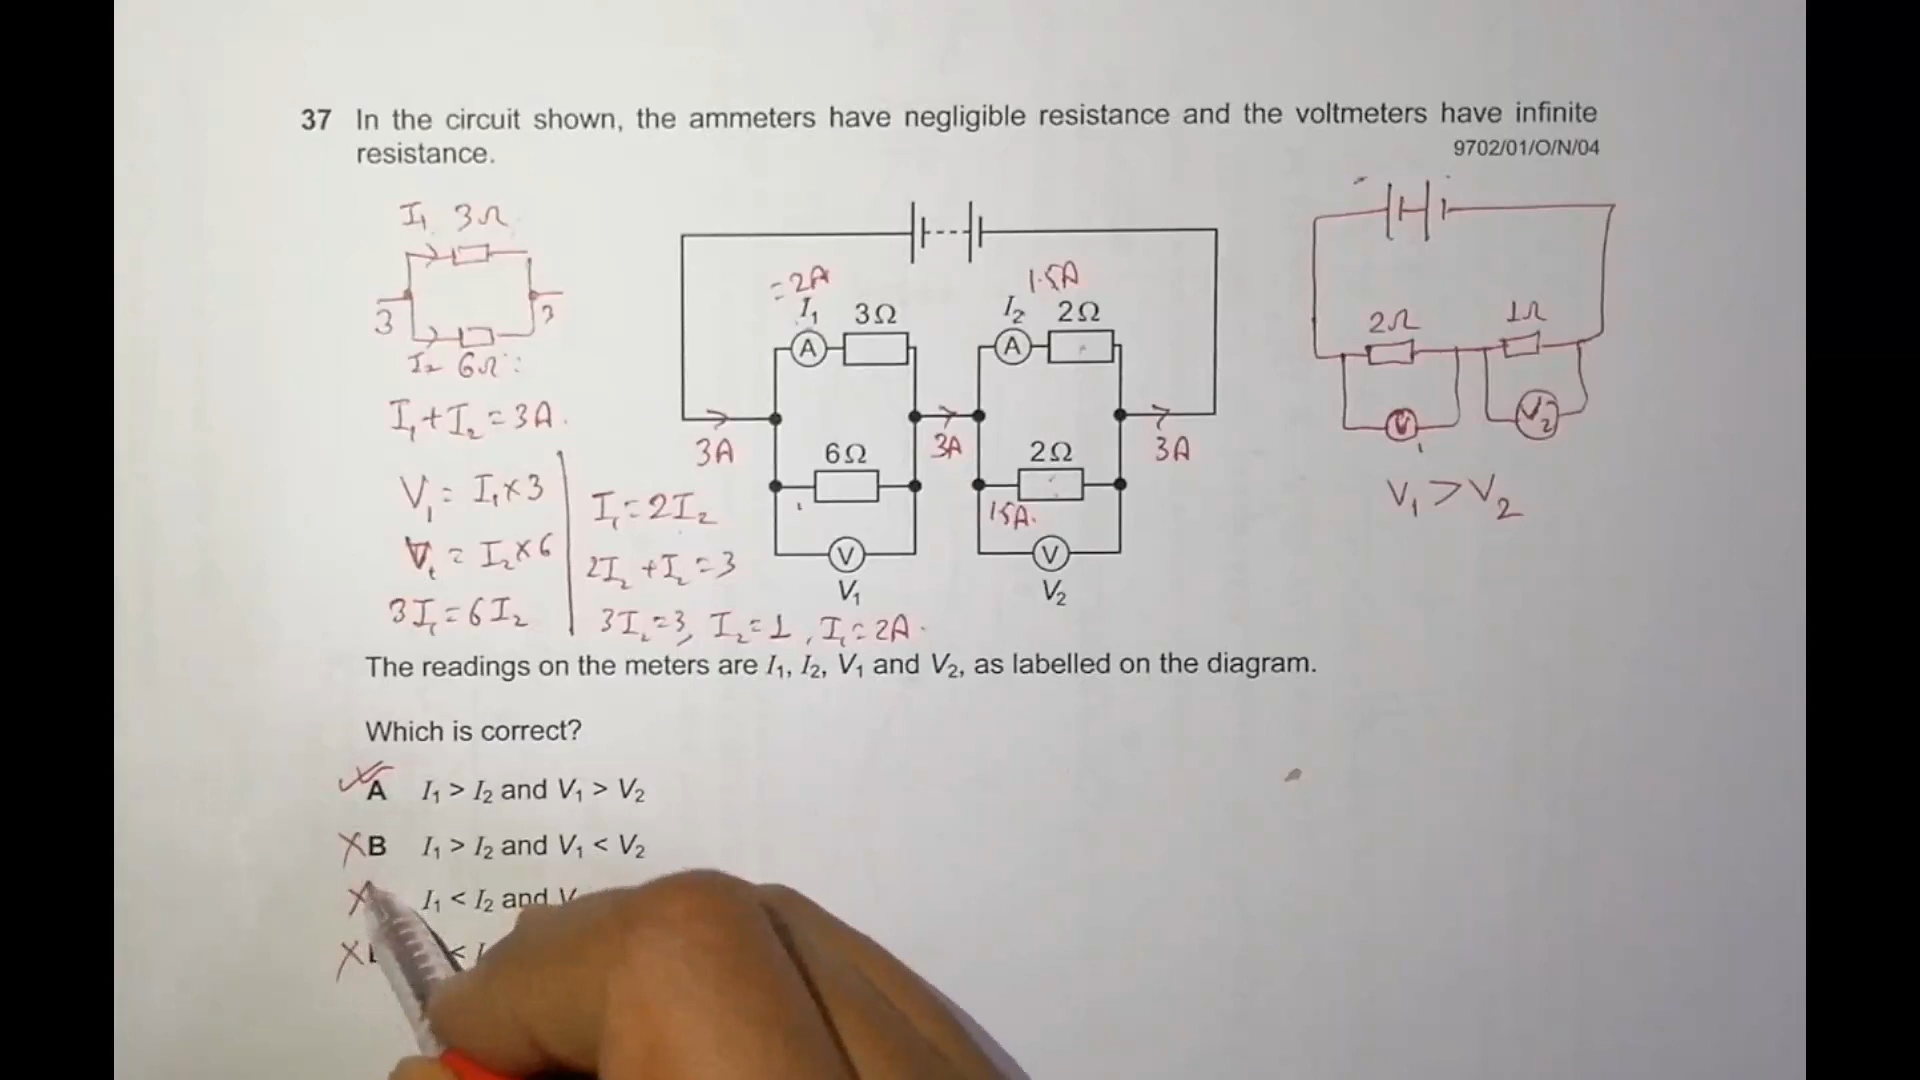 37 In the circuit shown, the ammeters have negligible resistance and the voltmeters have infinite
resistance.
9702/01/O/N/04
I₁ 3Ω
3
3
I₂ 6Ω
I₁ + I₂ = 3A.
V₁ = I₁ × 3
V₁ = I₂ × 6
3I₁ = 6I₂
I₁ = 2I₂
2I₂ + I₂ = 3
3I₂ = 3, I₂ = 1, I₁ = 2A.
= 2A
I₁ 3Ω
A
3A
6Ω
V
V₁
3A
1.5A
I₂ 2Ω
A
2Ω
1.5A.
V
V₂
3A
2Ω
1Ω
V₁
V₂
V₁ > V₂
The readings on the meters are I₁, I₂, V₁ and V₂, as labelled on the diagram.
Which is correct?
A I₁ > I₂ and V₁ > V₂
B I₁ > I₂ and V₁ < V₂
I₁ < I₂ and V
< I